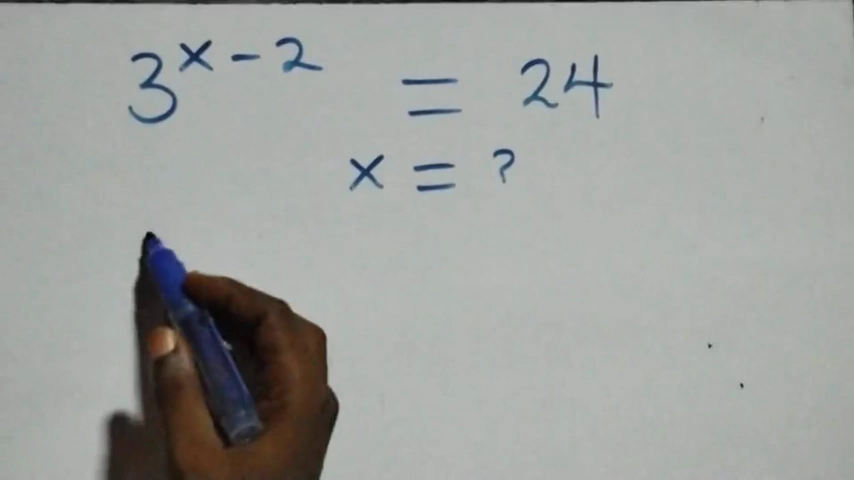 3^{x-2} = 24
x = ?